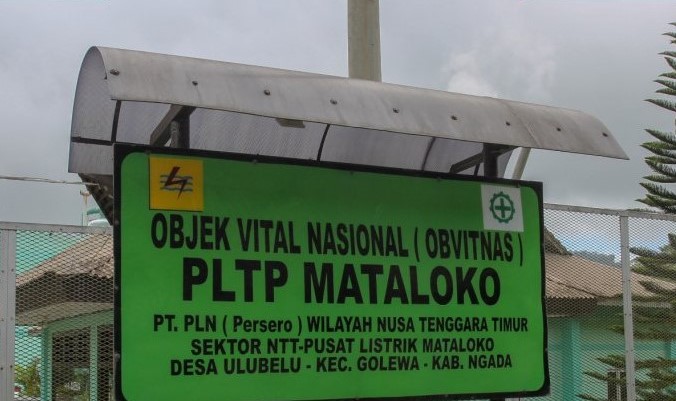 OBJEK VITAL NASIONAL ( OBVITNAS )
PLTP MATALOKO
PT. PLN ( Persero ) WILAYAH NUSA TENGGARA TIMUR
SEKTOR NTT-PUSAT LISTRIK MATALOKO
DESA ULUBELU - KEC. GOLEWA - KAB. NGADA